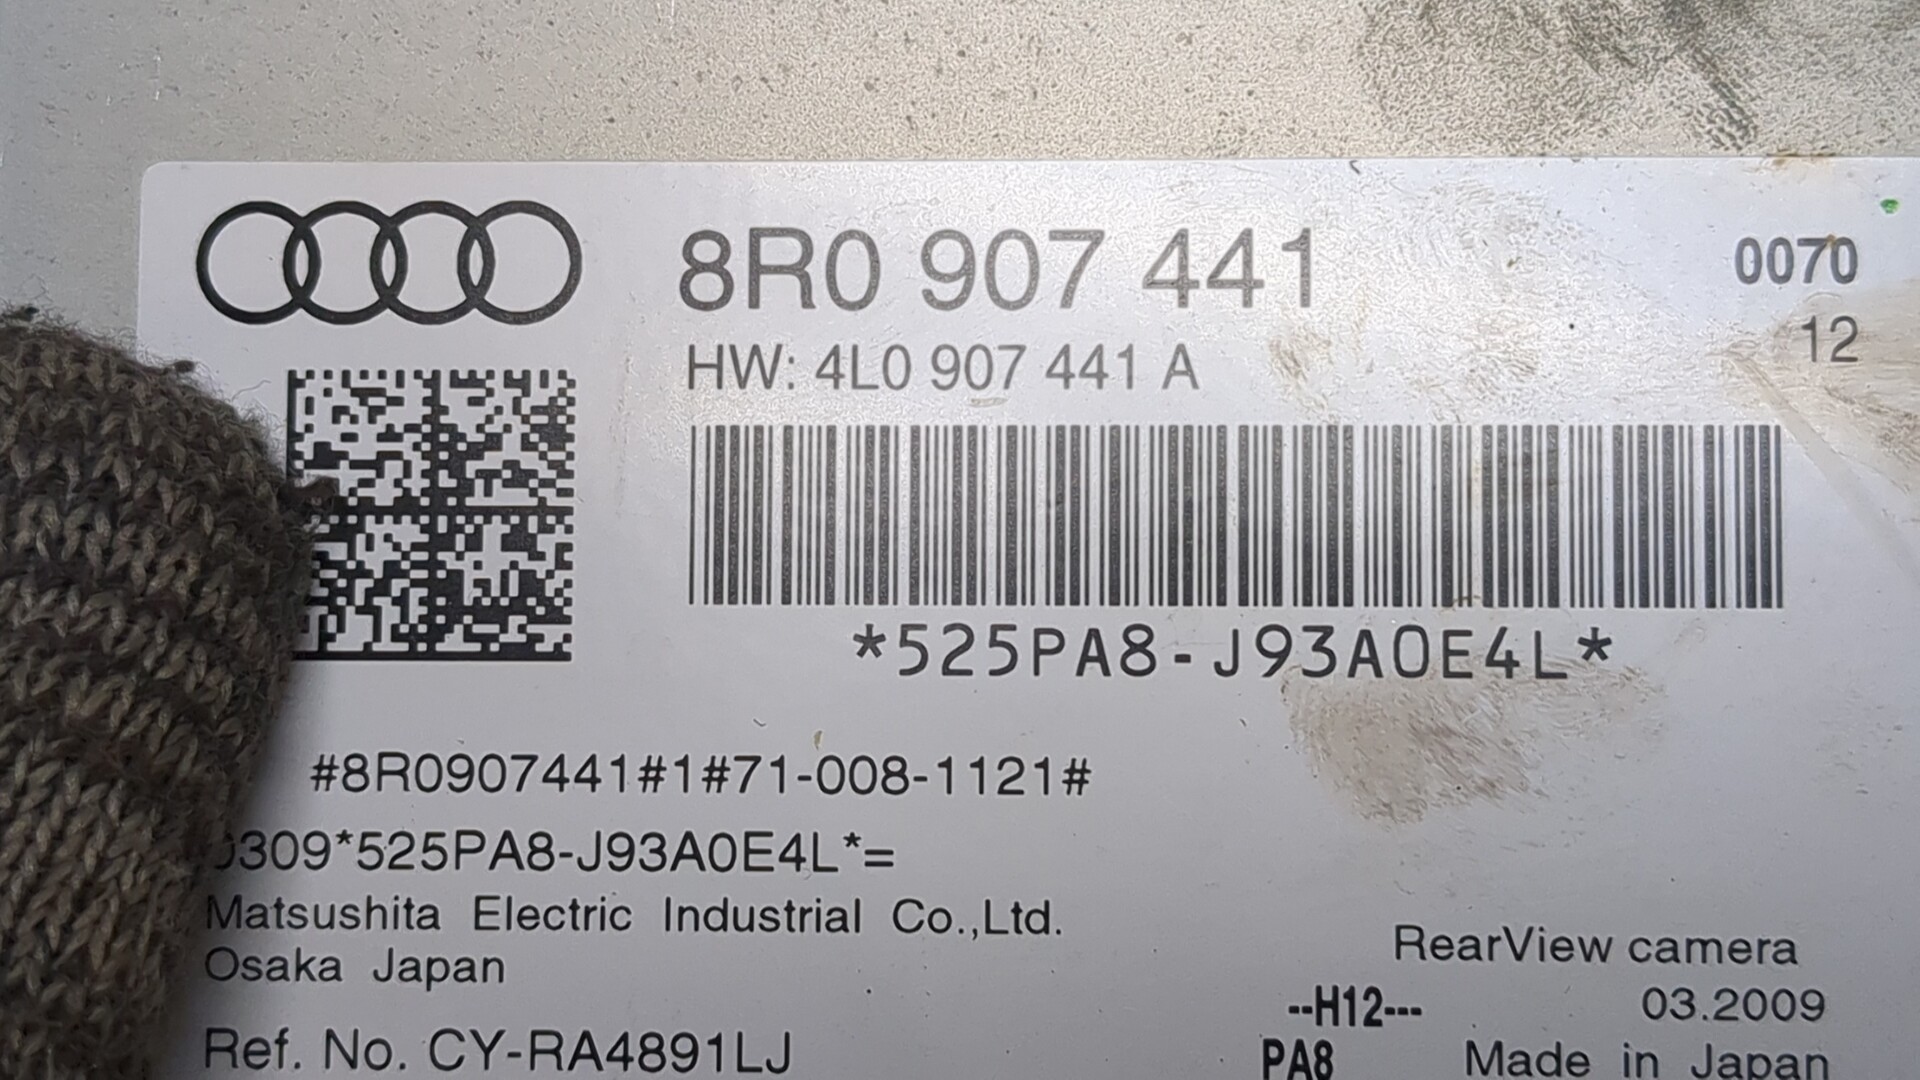 8R0 907 441
0070
HW: 4L0 907 441 A
12
*525PA8-J93A0E4L*
#8R0907441#1#71-008-1121#
309*525PA8-J93A0E4L*=
Matsushita Electric Industrial Co.,Ltd.
Osaka Japan
RearView camera
--H12---
03.2009
Ref. No. CY-RA4891LJ
PA8
Made in Japan